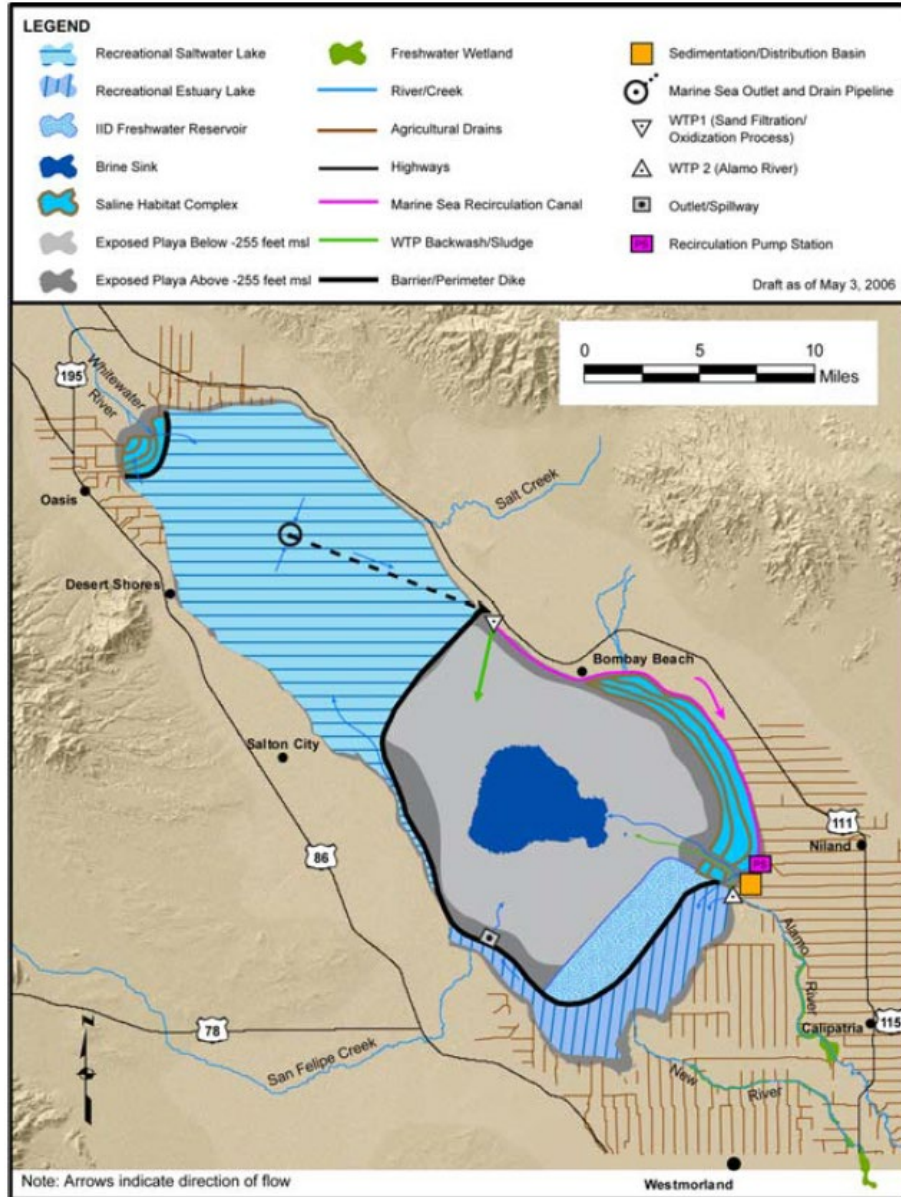 LEGEND
Recreational Saltwater Lake
Recreational Estuary Lake
IID Freshwater Reservoir
Brine Sink
Saline Habitat Complex
Exposed Playa Below -255 feet msl
Exposed Playa Above -255 feet msl
Freshwater Wetland
River/Creek
Agricultural Drains
Highways
Marine Sea Recirculation Canal
WTP Backwash/Sludge
Barrier/Perimeter Dike
Sedimentation/Distribution Basin
Marine Sea Outlet and Drain Pipeline
WTP1 (Sand Filtration/
Oxidization Process)
WTP 2 (Alamo River)
Outlet/Spillway
PS
Recirculation Pump Station
Draft as of May 3, 2006
0 5 10
Miles
195
Whitewater
River
Oasis
Salt Creek
Desert Shores
Bombay Beach
Salton City
111
Niland
86
PS
Alamo
River
Calipatria
115
78
San Felipe Creek
New
River
N
Westmorland
Note: Arrows indicate direction of flow